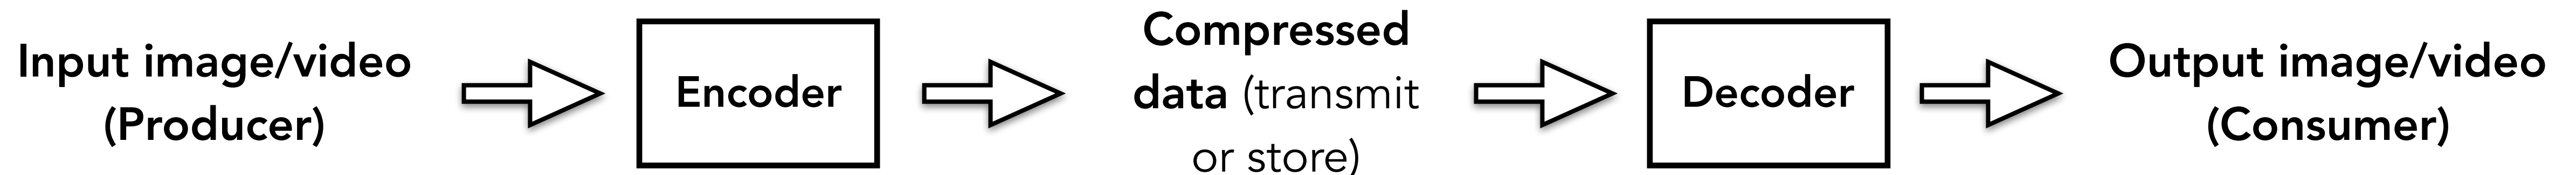 Input image/video
(Producer)
Encoder
Compressed
data (transmit
or store)
Decoder
Output image/video
(Consumer)